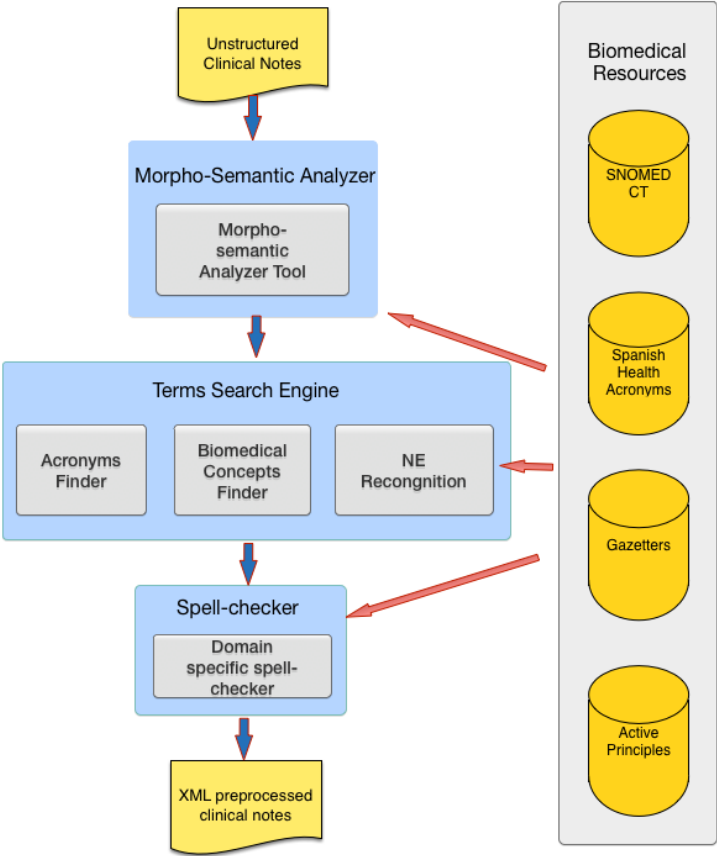 Unstructured
Clinical Notes
Morpho-Semantic Analyzer
Morpho-
semantic
Analyzer Tool
Terms Search Engine
Acronyms
Finder
Biomedical
Concepts
Finder
NE
Recongnition
Spell-checker
Domain
specific spell-
checker
XML preprocessed
clinical notes
Biomedical
Resources
SNOMED
CT
Spanish
Health
Acronyms
Gazetters
Active
Principles